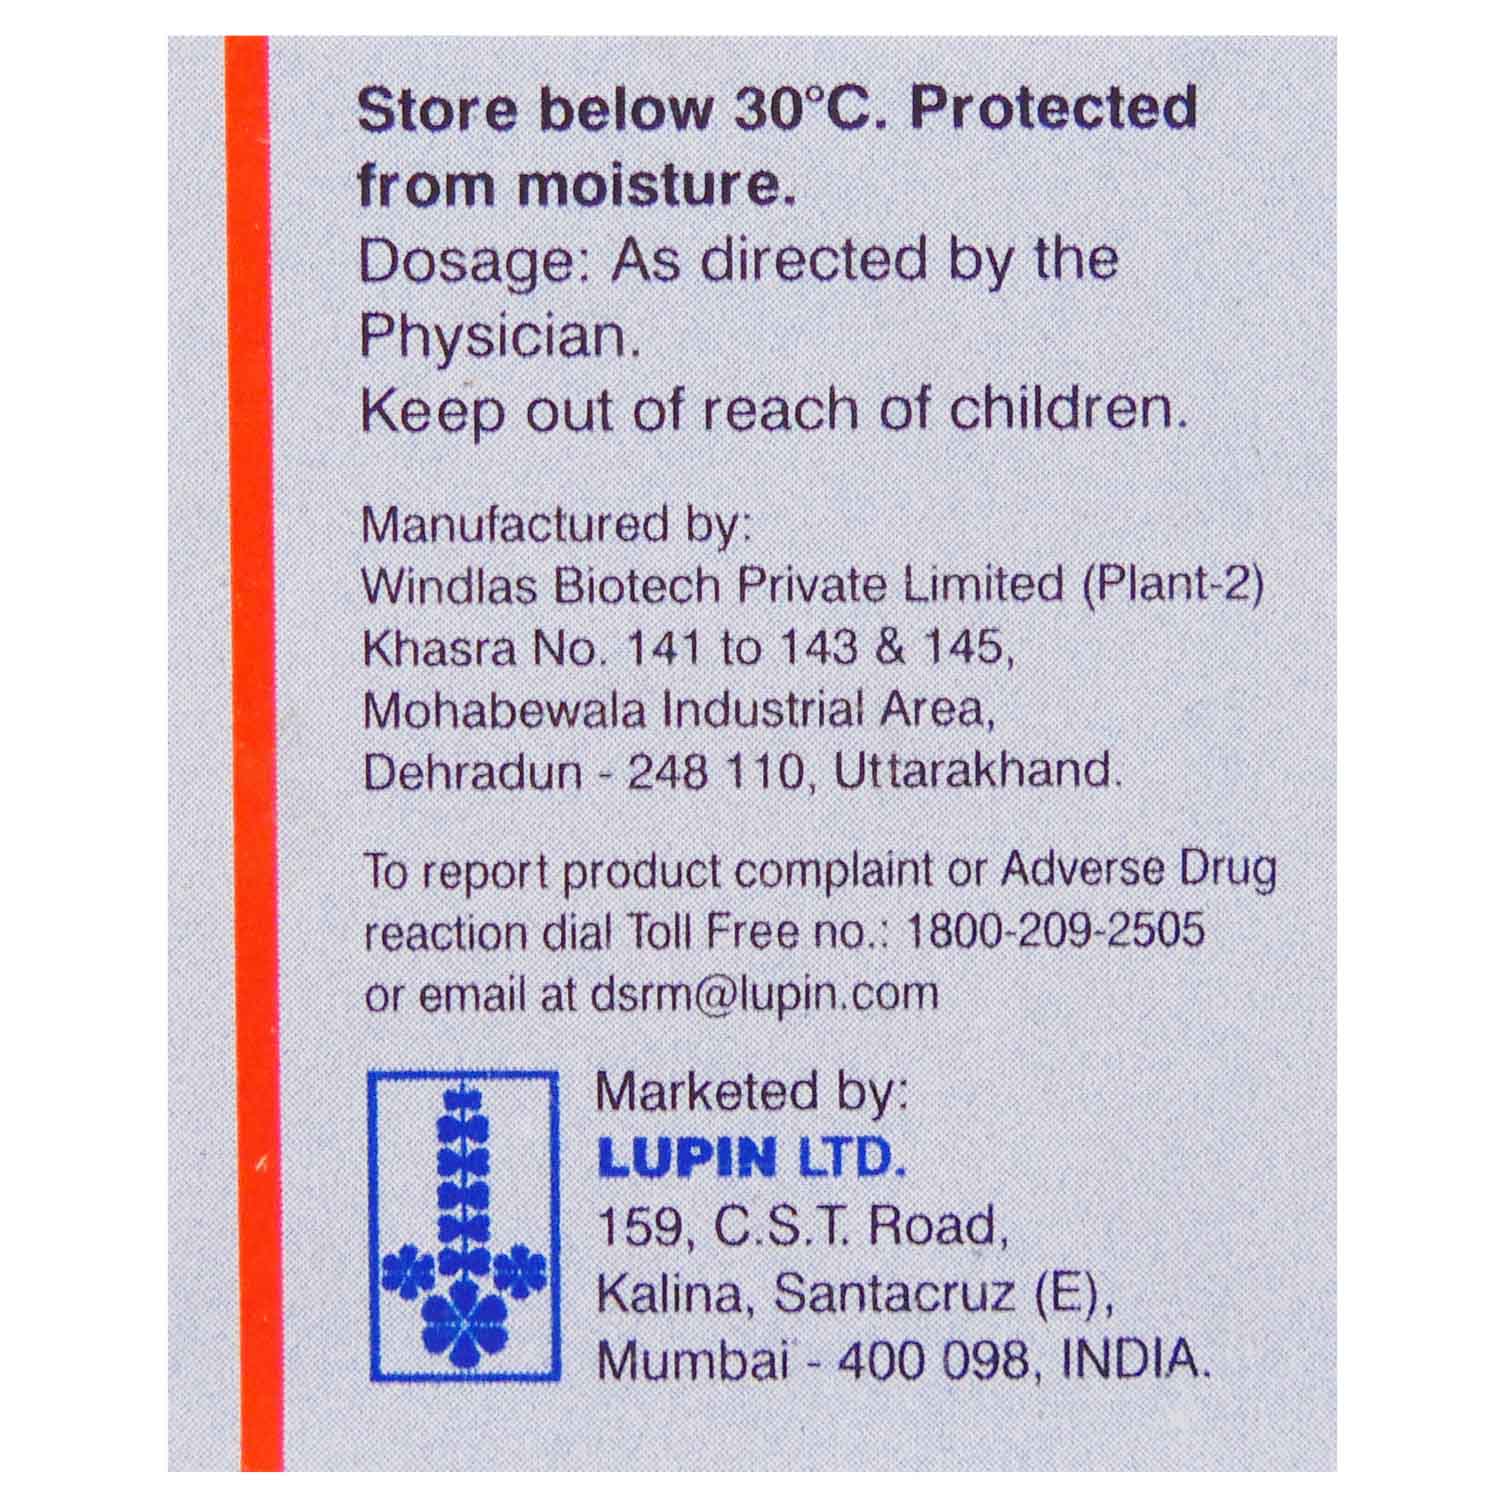 Store below 30°C. Protected
from moisture.
Dosage: As directed by the
Physician.
Keep out of reach of children.
Manufactured by:
Windlas Biotech Private Limited (Plant-2)
Khasra No. 141 to 143 & 145,
Mohabewala Industrial Area,
Dehradun - 248 110, Uttarakhand.
To report product complaint or Adverse Drug
reaction dial Toll Free no.: 1800-209-2505
or email at dsrm@lupin.com
Marketed by:
LUPIN LTD.
159, C.S.T. Road,
Kalina, Santacruz (E),
Mumbai - 400 098, INDIA.